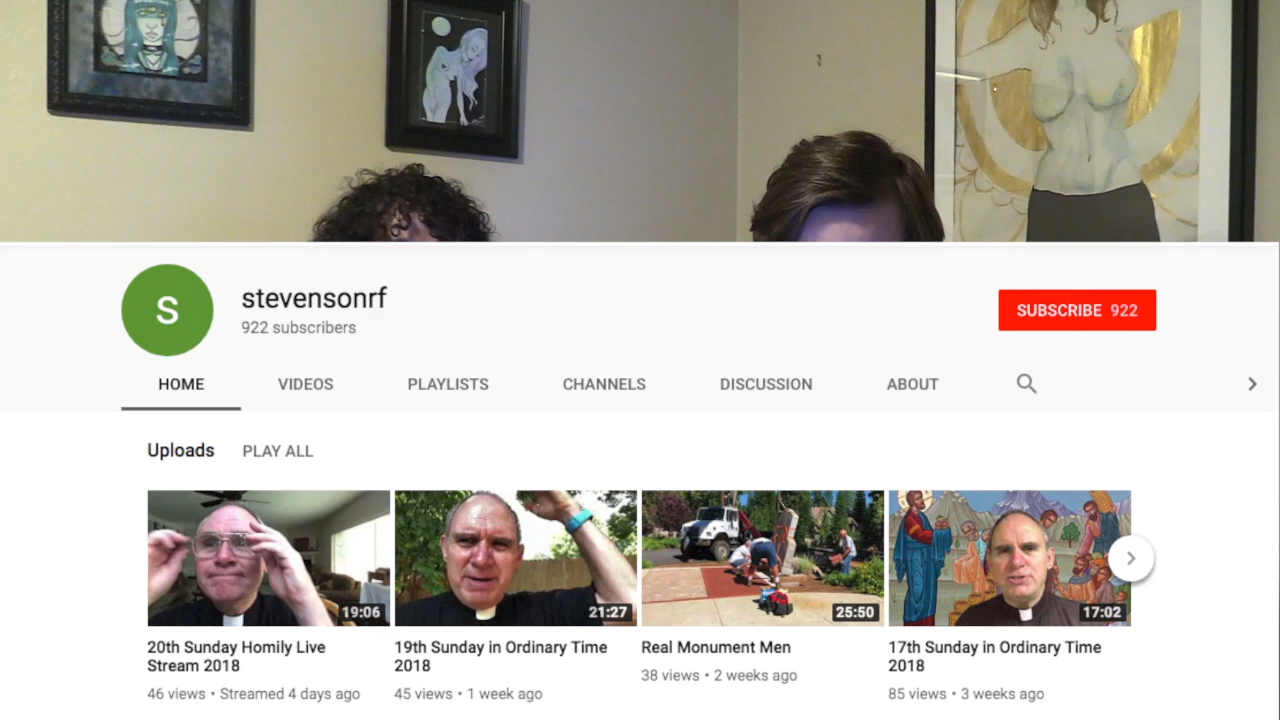 S
stevensonrf
922 subscribers
SUBSCRIBE 922
HOME VIDEOS PLAYLISTS CHANNELS DISCUSSION ABOUT
Uploads PLAY ALL
19:06
21:27
25:50
17:02
20th Sunday Homily Live
Stream 2018
46 views • Streamed 4 days ago
19th Sunday in Ordinary Time
2018
45 views • 1 week ago
Real Monument Men
38 views • 2 weeks ago
17th Sunday in Ordinary Time
2018
85 views • 3 weeks ago